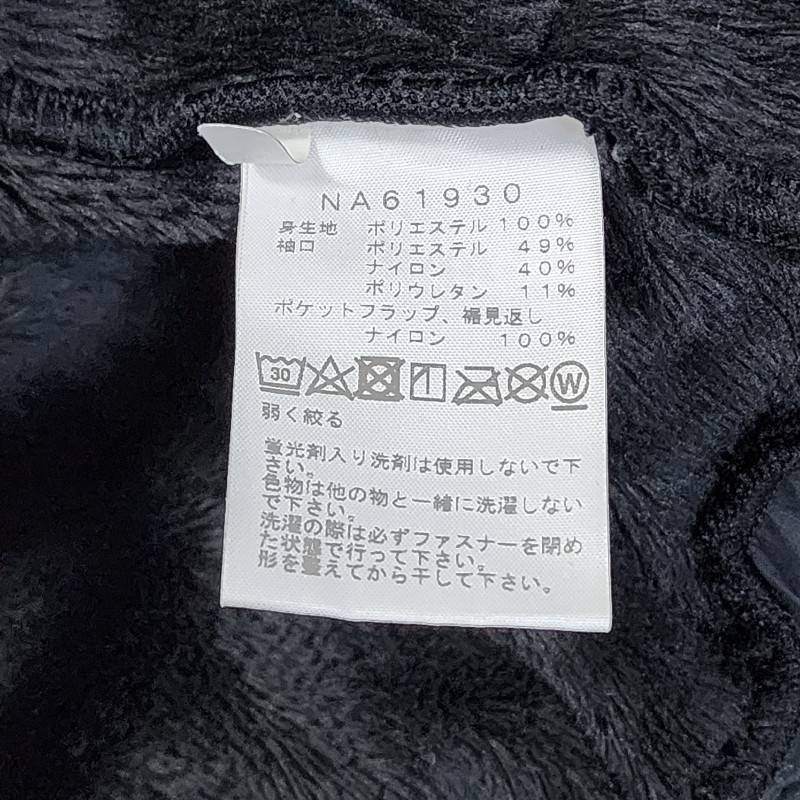 NA61930
身生地 ポリエステル 100%
袖口 ポリエステル 49%
ナイロン 40%
ポリウレタン 11%
ポケットフラップ、裾見返し
ナイロン 100%
30 W
弱く絞る
蛍光剤入り洗剤は使用しないで下
さい。
色物は他の物と一緒に洗濯しない
で下さい。
洗濯の際は必ずファスナーを閉め
た状態で行って下さい。
形を整えてから干して下さい。